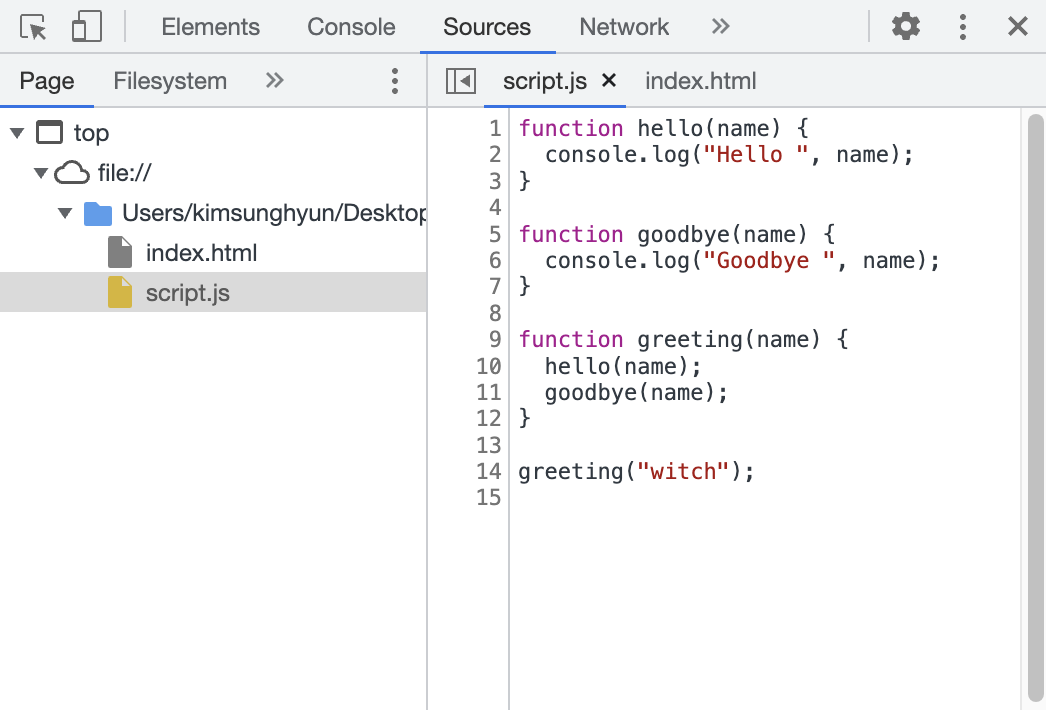 Elements Console Sources Network
Page Filesystem
top
file://
Users/kimsunghyun/Desktop
index.html
script.js
script.js index.html
1 function hello(name) {
2   console.log("Hello ", name);
3 }
4
5 function goodbye(name) {
6   console.log("Goodbye ", name);
7 }
8
9 function greeting(name) {
10   hello(name);
11   goodbye(name);
12 }
13
14 greeting("witch");
15